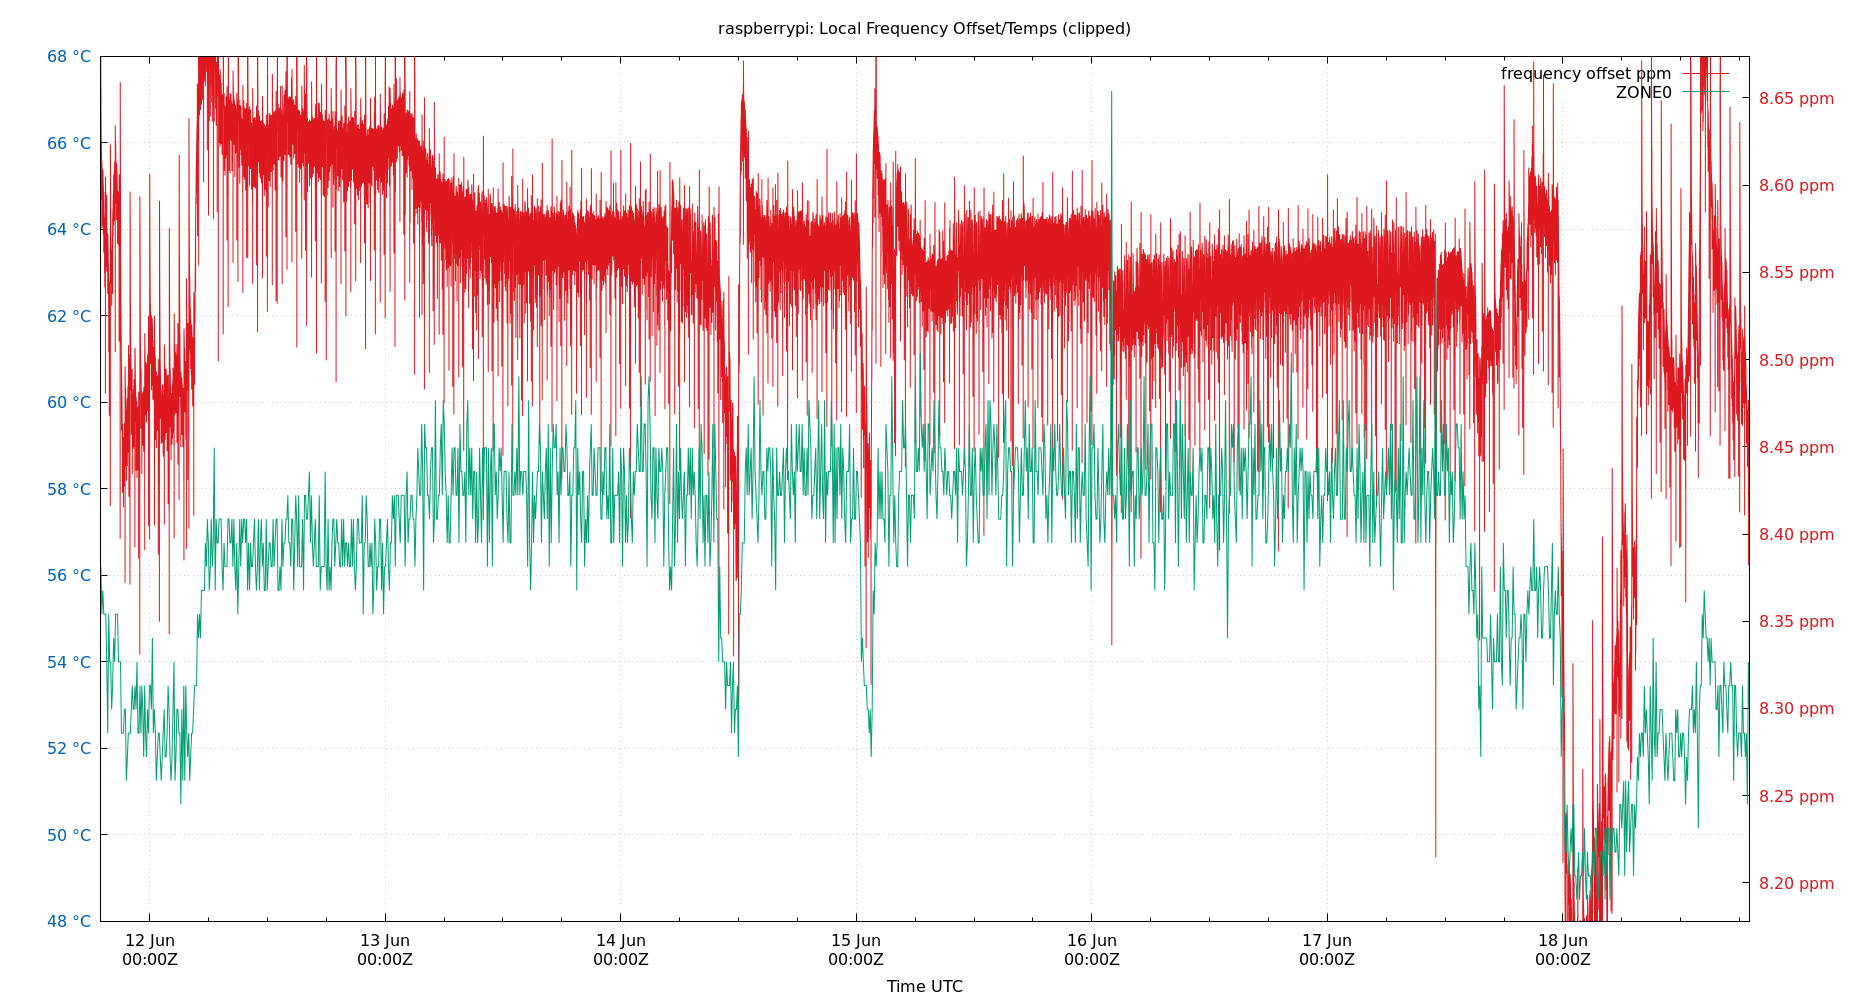 raspberrypi: Local Frequency Offset/Temps (clipped)
68 °C
66 °C
64 °C
62 °C
60 °C
58 °C
56 °C
54 °C
52 °C
50 °C
48 °C
frequency offset ppm
ZONE0
8.65 ppm
8.60 ppm
8.55 ppm
8.50 ppm
8.45 ppm
8.40 ppm
8.35 ppm
8.30 ppm
8.25 ppm
8.20 ppm
12 Jun 13 Jun 14 Jun 15 Jun 16 Jun 17 Jun 18 Jun
00:00Z 00:00Z 00:00Z 00:00Z 00:00Z 00:00Z 00:00Z
Time UTC